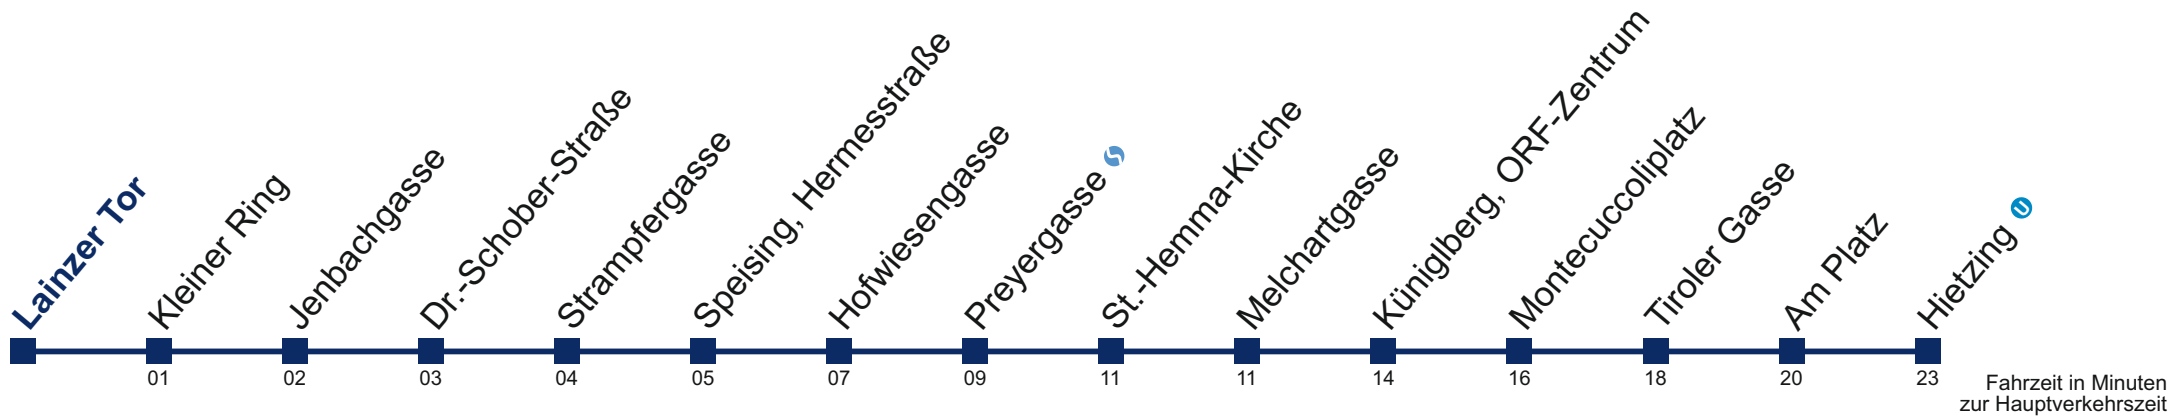 Lainzer Tor
Kleiner Ring
Jenbachgasse
Dr.-Schober-Straße
Strampfergasse
Speising, Hermesstraße
Hofwiesengasse
Preyergasse
St.-Hemma-Kirche
Melchartgasse
Küniglberg, ORF-Zentrum
Montecuccoliplatz
Tiroler Gasse
Am Platz
Hietzing U
01 02 03 04 05 07 09 11 11 14 16 18 20 23
Fahrzeit in Minuten
zur Hauptverkehrszeit